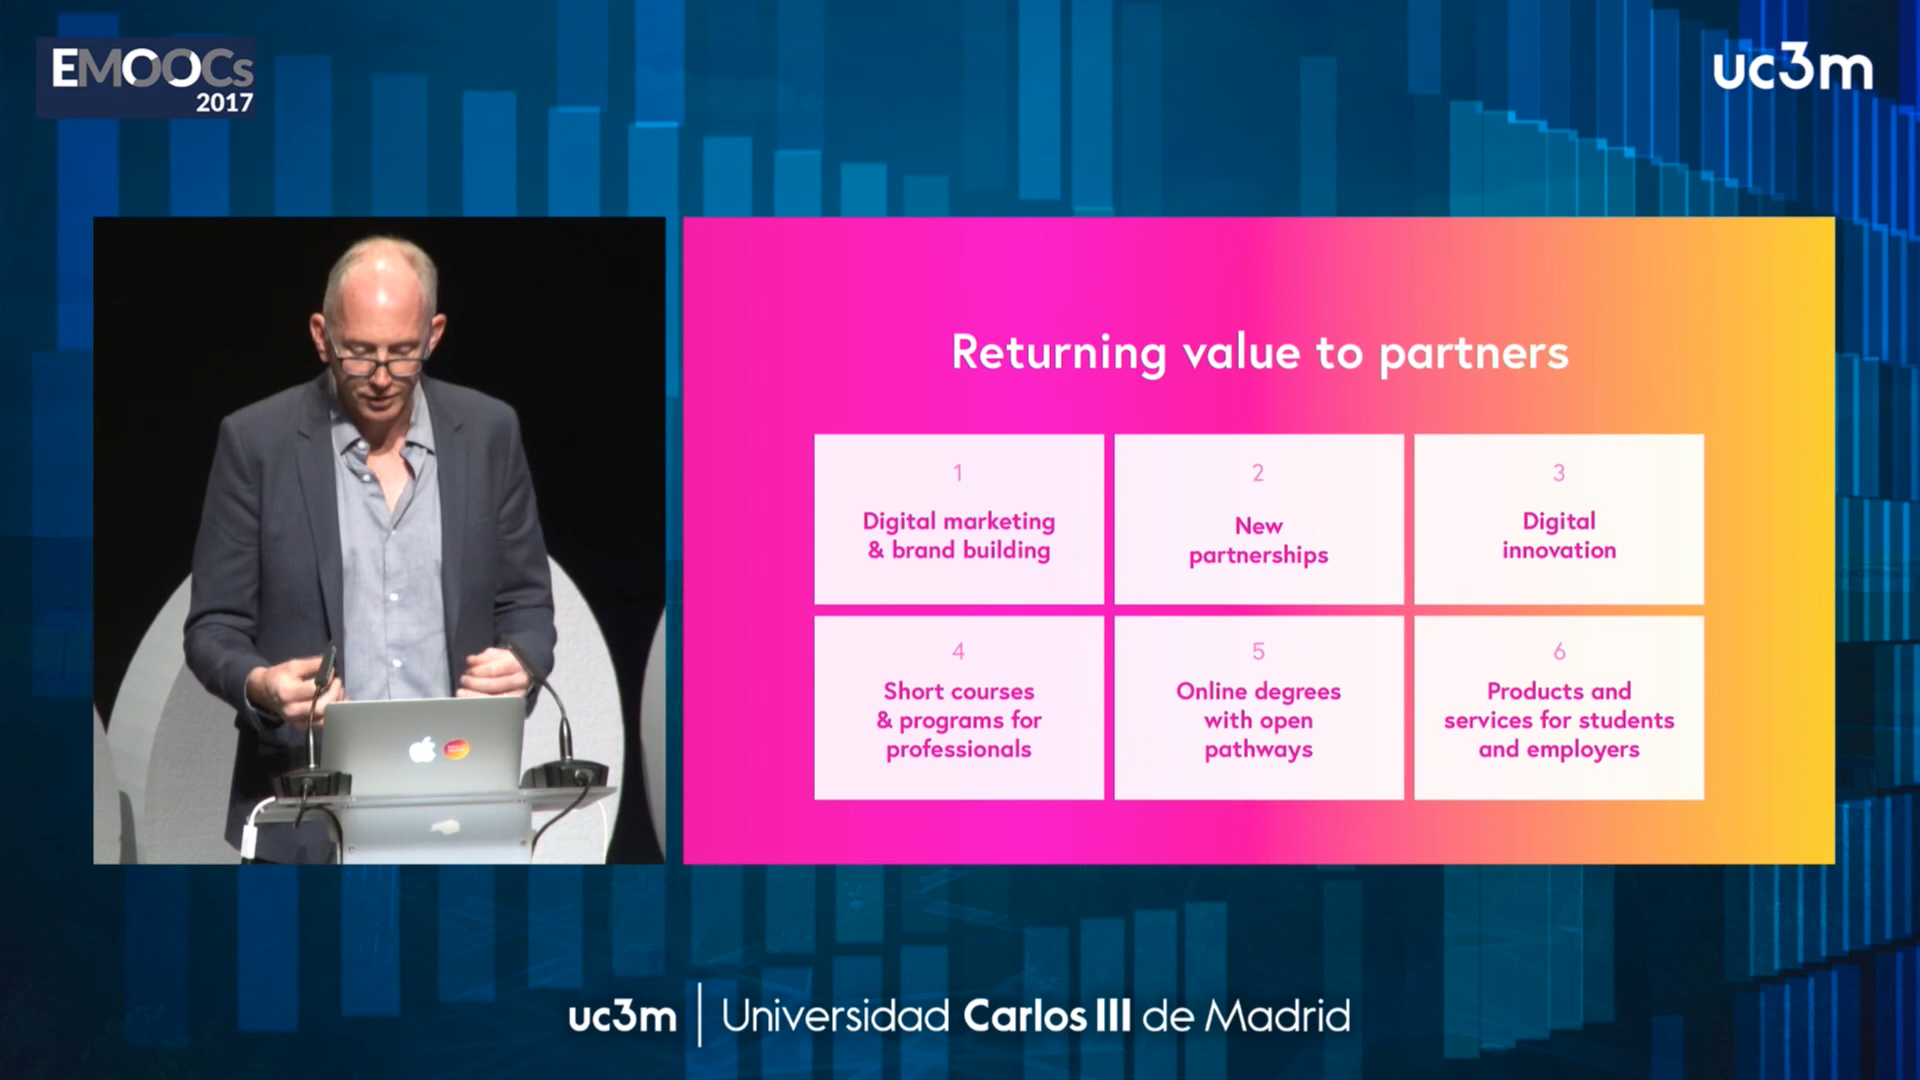 EMOOCs
2017
uc3m
Returning value to partners
1
Digital marketing
& brand building
2
New
partnerships
3
Digital
innovation
4
Short courses
& programs for
professionals
5
Online degrees
with open
pathways
6
Products and
services for students
and employers
uc3m | Universidad Carlos III de Madrid